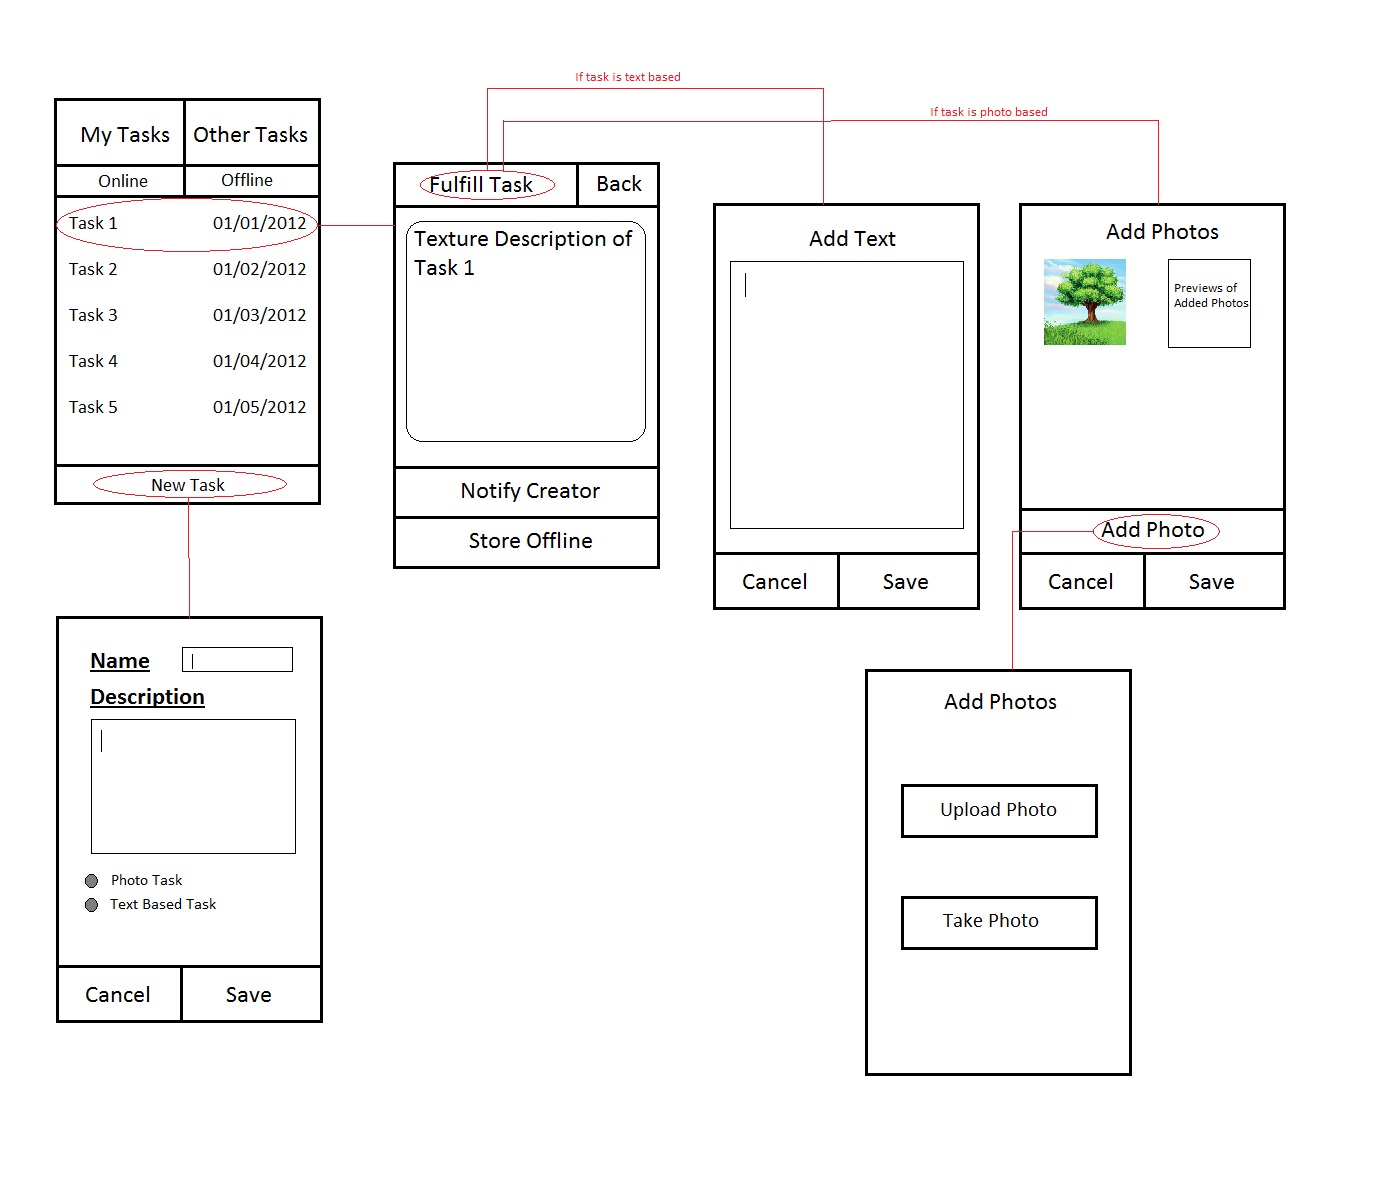 If task is text based
If task is photo based
My Tasks
Other Tasks
Online
Offline
Task 1
01/01/2012
Task 2
01/02/2012
Task 3
01/03/2012
Task 4
01/04/2012
Task 5
01/05/2012
New Task
Fulfill Task
Back
Texture Description of
Task 1
Notify Creator
Store Offline
Add Text
Cancel
Save
Add Photos
Previews of
Added Photos
Add Photo
Cancel
Save
Name
Description
Photo Task
Text Based Task
Cancel
Save
Add Photos
Upload Photo
Take Photo